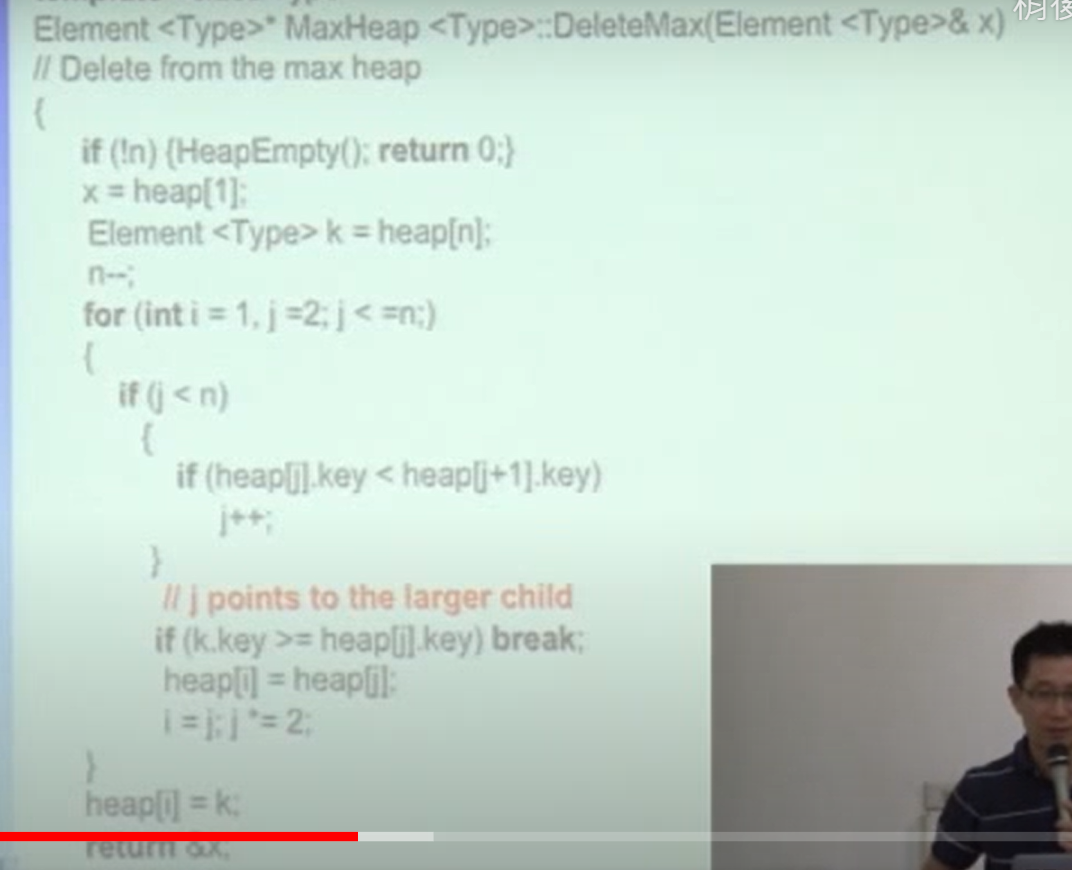 Element <Type>* MaxHeap <Type>::DeleteMax(Element <Type>& x)
// Delete from the max heap
{
if (!n) {HeapEmpty(); return 0;}
x = heap[1];
Element <Type> k = heap[n];
n--;
for (int i = 1, j =2; j < =n;)
{
if (j < n)
{
if (heap[j].key < heap[j+1].key)
j++;
}
// j points to the larger child
if (k.key >= heap[j].key) break;
heap[i] = heap[j];
i = j; j *= 2;
}
heap[i] = k;
return &x;